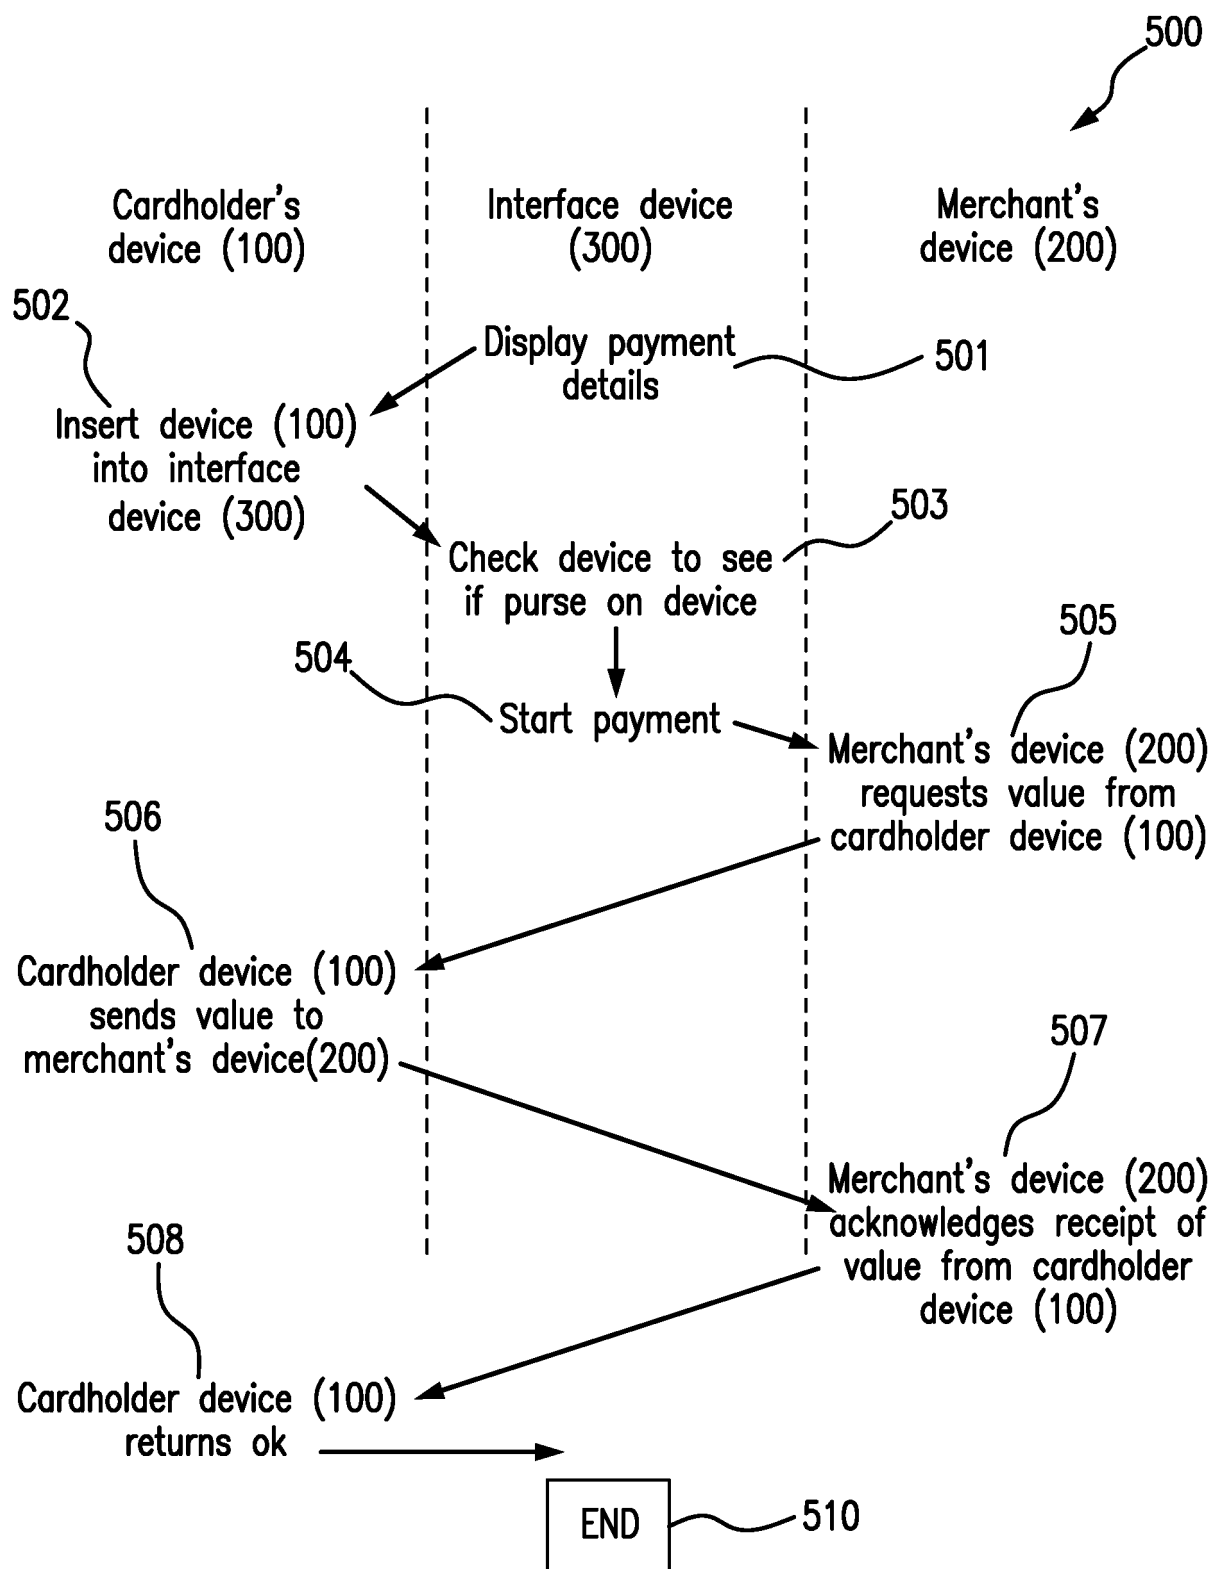 500
Cardholder's
device (100)
Interface device
(300)
Merchant's
device (200)
502
Display payment
details
501
Insert device (100)
into interface
device (300)
503
Check device to see
if purse on device
504
505
Start payment
Merchant's device (200)
requests value from
cardholder device (100)
506
Cardholder device (100)
sends value to
merchant's device(200)
507
Merchant's device (200)
acknowledges receipt of
value from cardholder
device (100)
508
Cardholder device (100)
returns ok
END
510